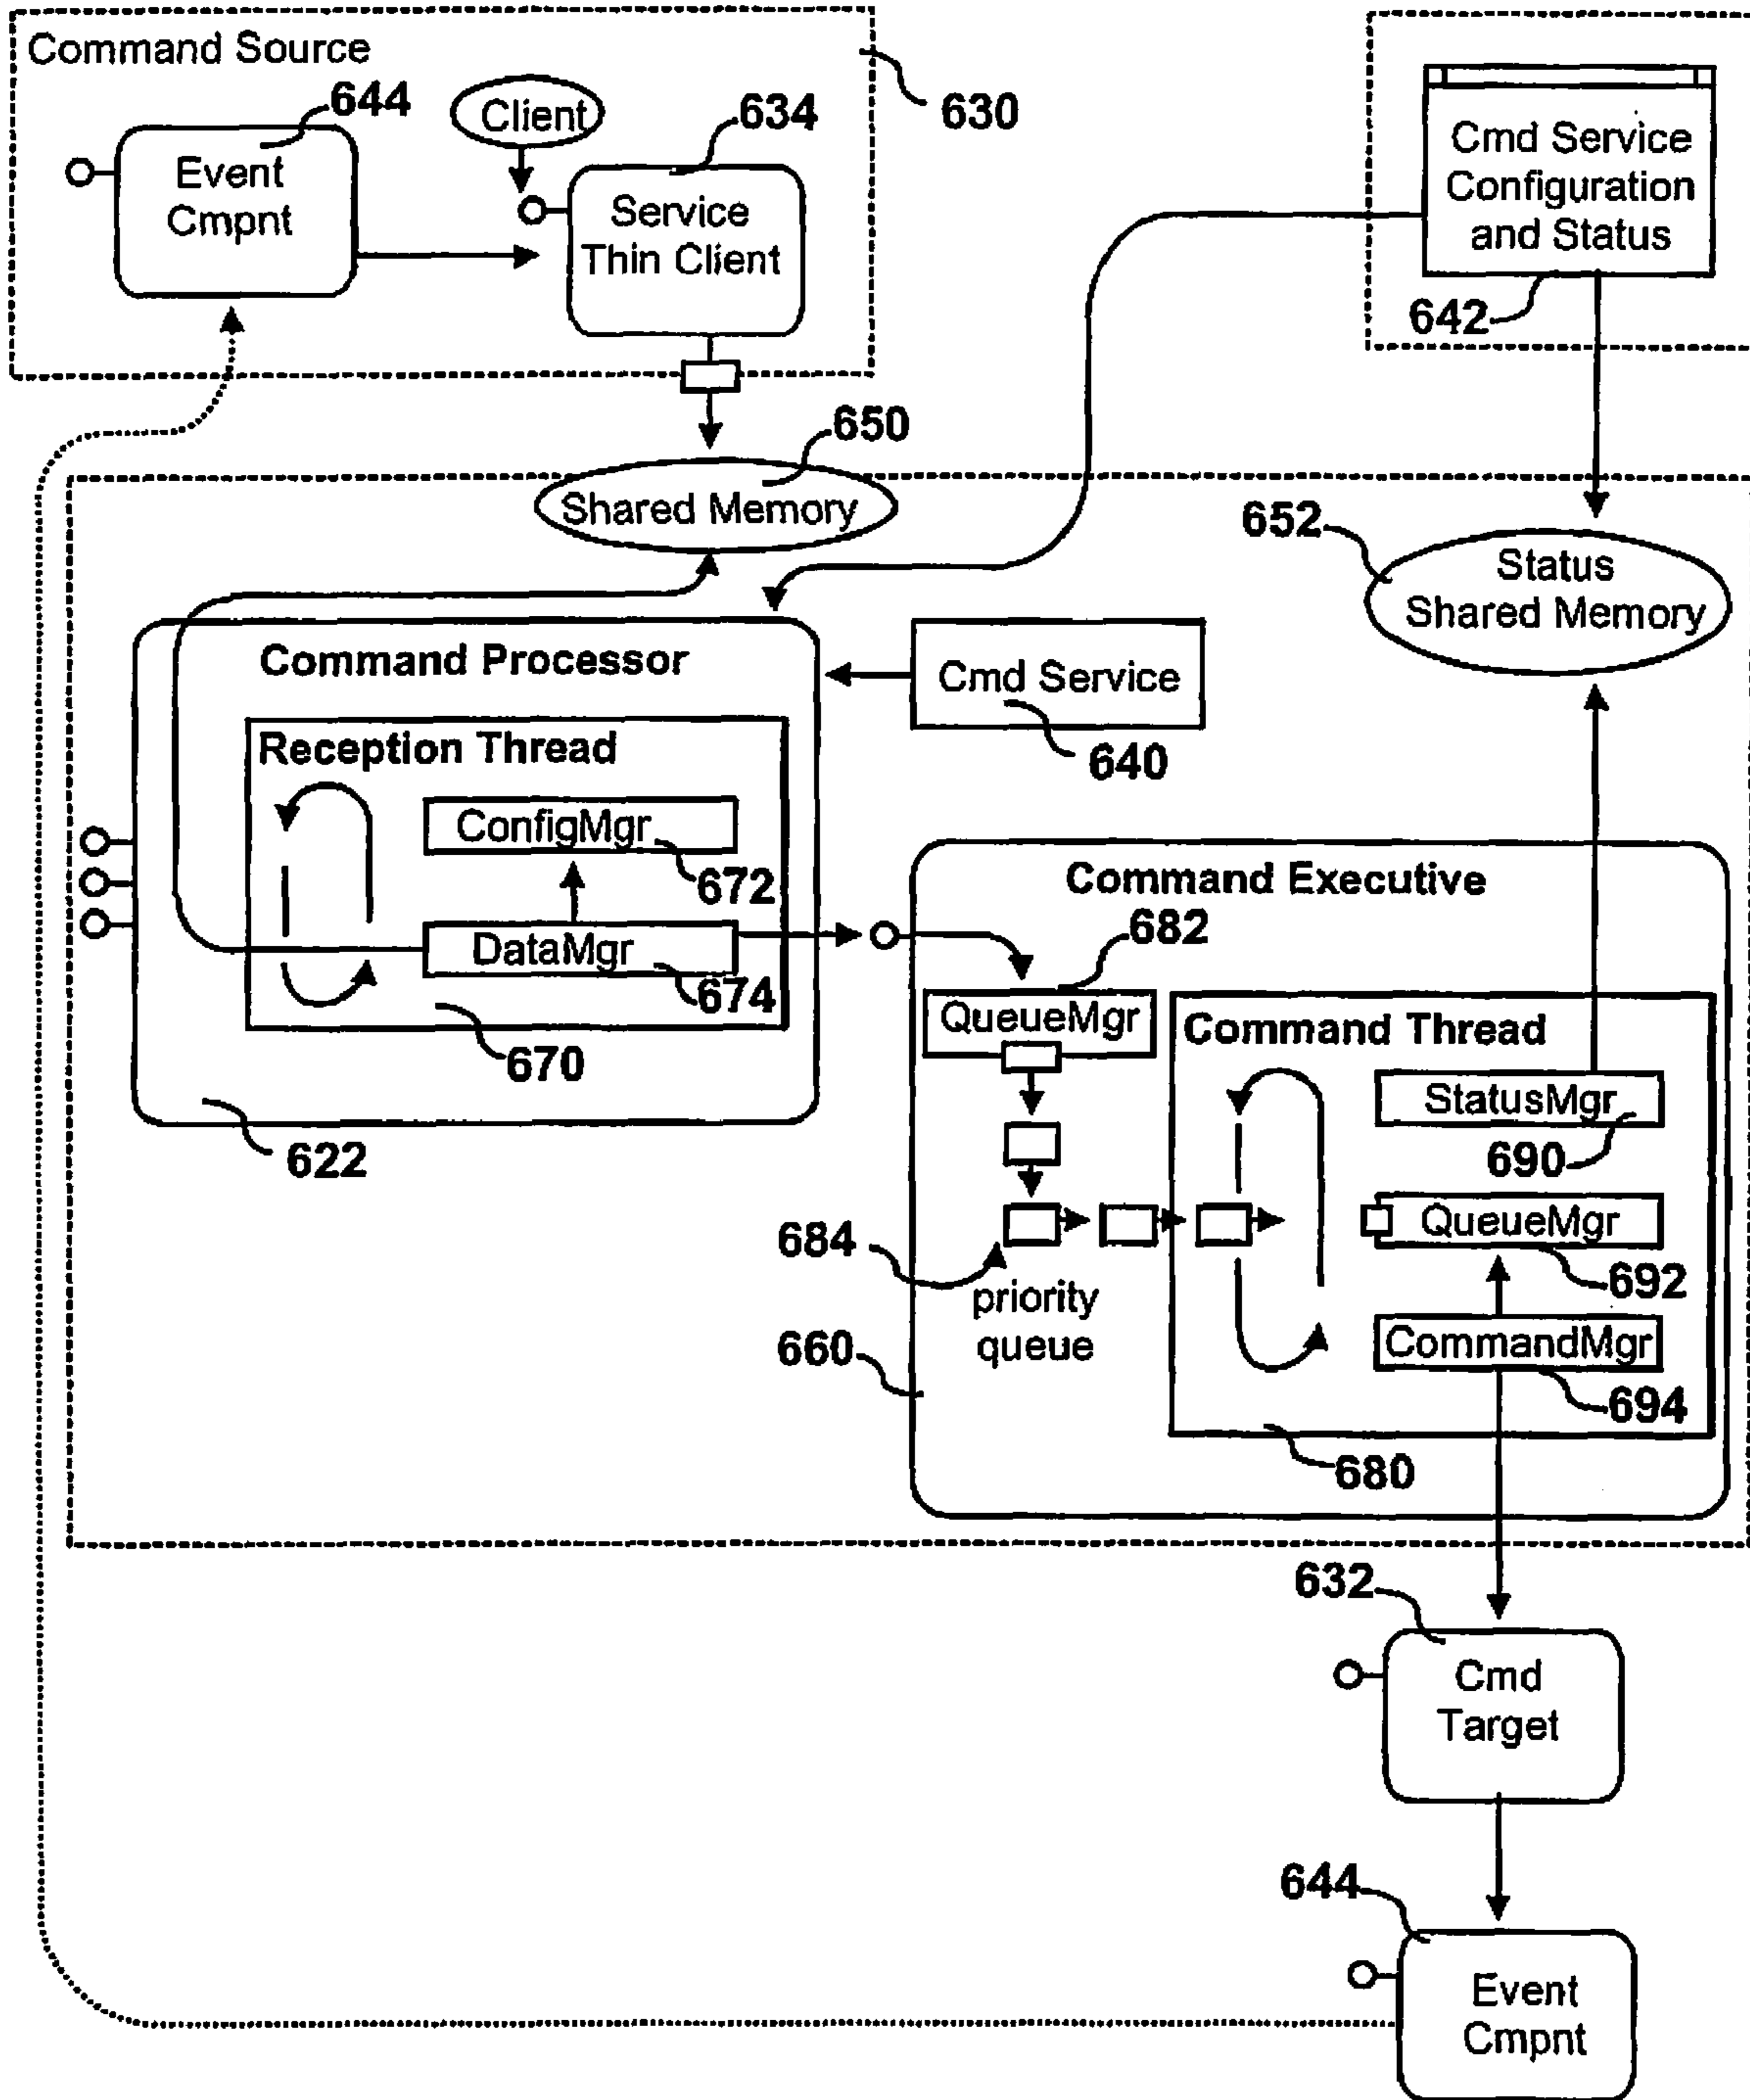 Command Source
644
Client
634
630
Event
Cmpnt
Service
Thin Client
Cmd Service
Configuration
and Status
642
650
Shared Memory
652
Status
Shared Memory
Command Processor
Cmd Service
640
Reception Thread
ConfigMgr
672
DataMgr
674
670
622
Command Executive
682
QueueMgr
Command Thread
StatusMgr
690
QueueMgr
692
684
priority
queue
660
CommandMgr
694
680
632
Cmd
Target
644
Event
Cmpnt